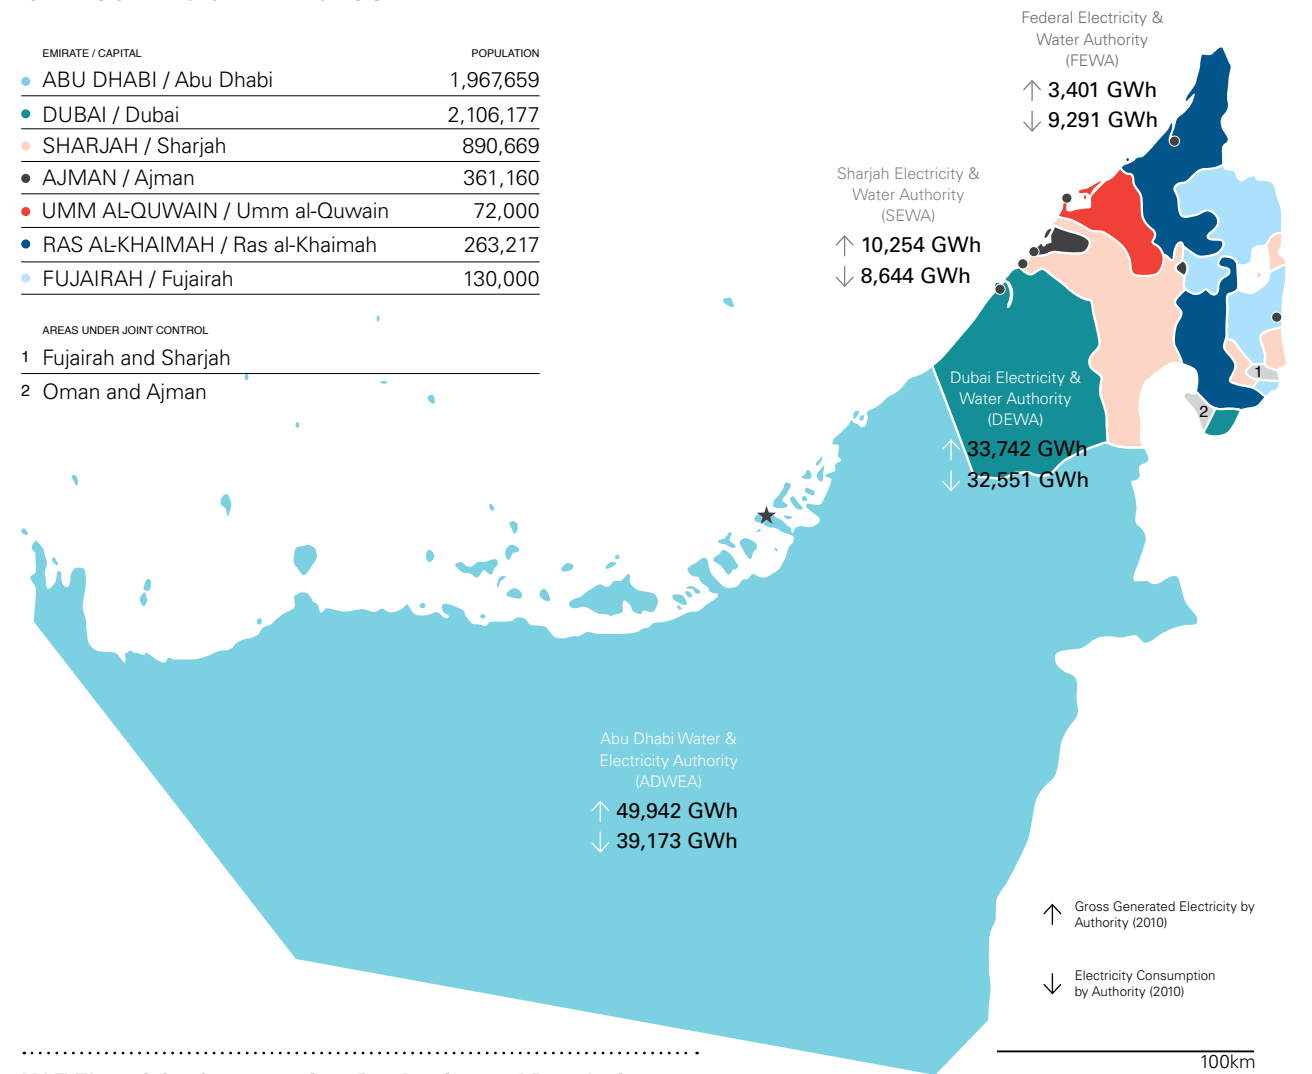 EMIRATE / CAPITAL POPULATION
ABU DHABI / Abu Dhabi 1,967,659
DUBAI / Dubai 2,106,177
SHARJAH / Sharjah 890,669
AJMAN / Ajman 361,160
UMM AL-QUWAIN / Umm al-Quwain 72,000
RAS AL-KHAIMAH / Ras al-Khaimah 263,217
FUJAIRAH / Fujairah 130,000
AREAS UNDER JOINT CONTROL
1 Fujairah and Sharjah
2 Oman and Ajman
Federal Electricity &
Water Authority
(FEWA)
↑ 3,401 GWh
↓ 9,291 GWh
Sharjah Electricity &
Water Authority
(SEWA)
↑ 10,254 GWh
↓ 8,644 GWh
1
2
Dubai Electricity &
Water Authority
(DEWA)
↑ 33,742 GWh
↓ 32,551 GWh
Abu Dhabi Water &
Electricity Authority
(ADWEA)
↑ 49,942 GWh
↓ 39,173 GWh
↑ Gross Generated Electricity by
Authority (2010)
↓ Electricity Consumption
by Authority (2010)
100km